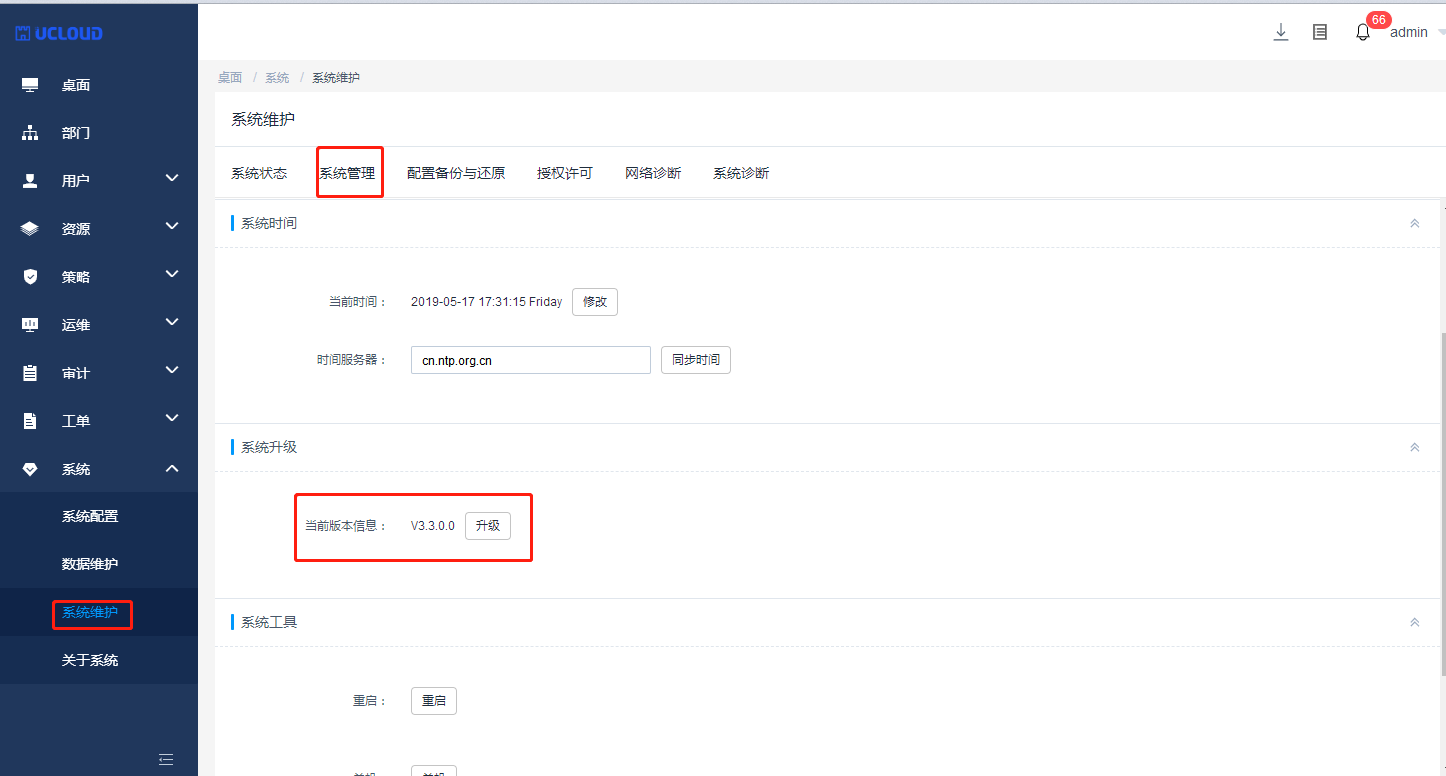 UCLOUD
66
admin
桌面
部门
用户
资源
策略
运维
审计
工单
系统
系统配置
数据维护
系统维护
关于系统
桌面 / 系统 / 系统维护
系统维护
系统状态 系统管理 配置备份与还原 授权许可 网络诊断 系统诊断
系统时间
当前时间： 2019-05-17 17:31:15 Friday 修改
时间服务器： cn.ntp.org.cn 同步时间
系统升级
当前版本信息： V3.3.0.0 升级
系统工具
重启： 重启